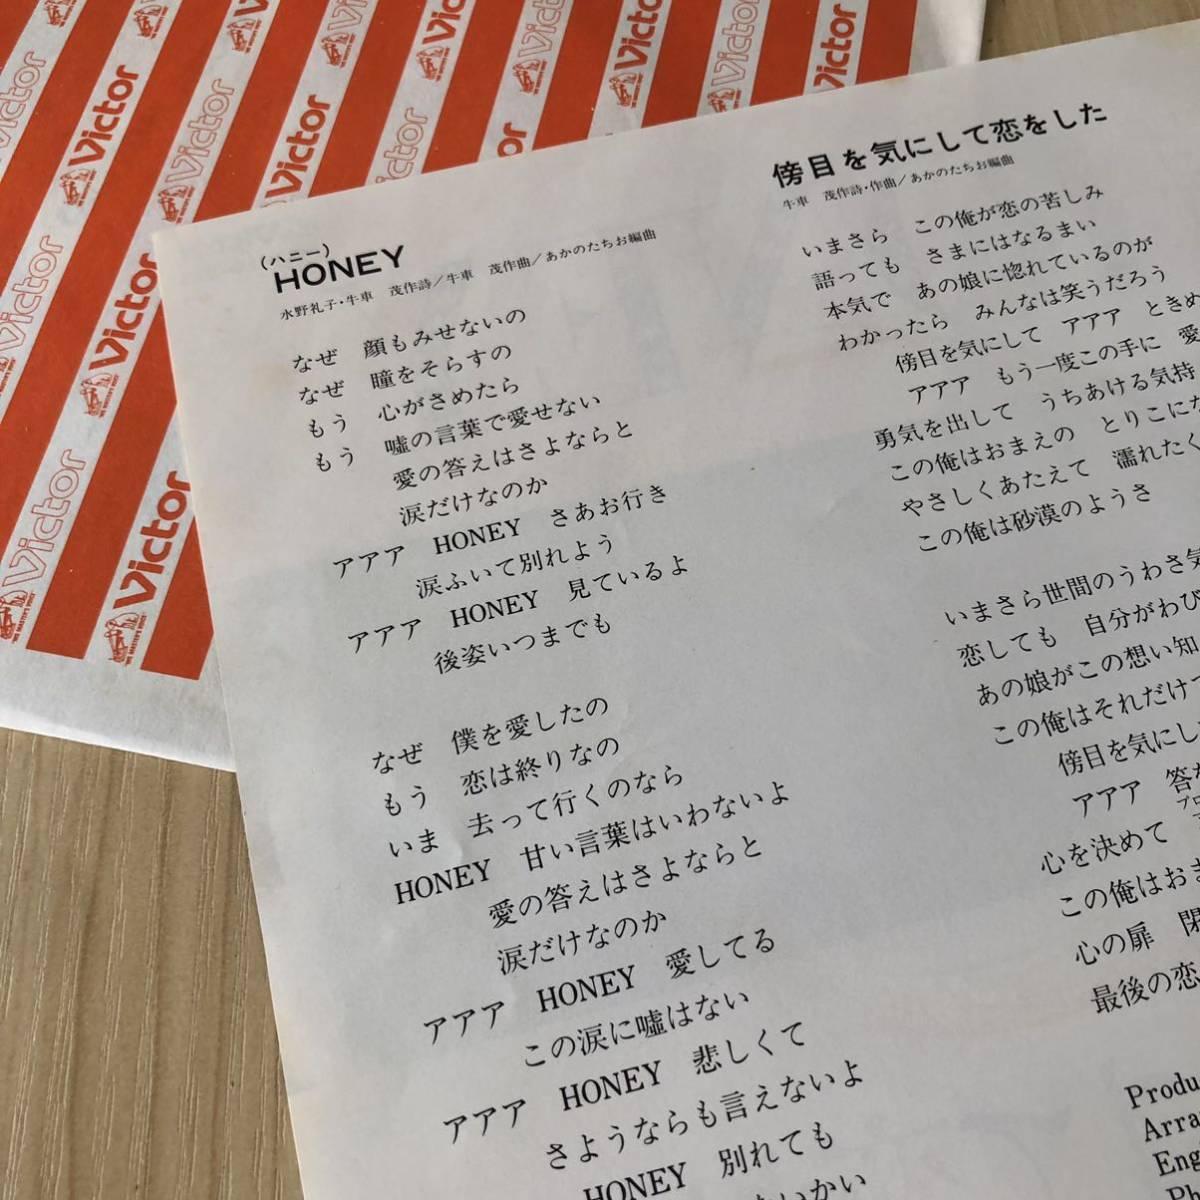 Victor
(ハニー)
HONEY
水野礼子・牛車 茂作詩/牛車 茂作曲/あかのたちお編曲
なぜ 顔もみせないの
なぜ 瞳をそらすの
もう 心がさめたら
もう 嘘の言葉で愛せない
愛の答えはさよならと
涙だけなのか
アアア HONEY さあお行き
涙ふいて別れよう
アアア HONEY 見ているよ
後姿いつまでも
なぜ 僕を愛したの
もう 恋は終りなの
いま 去って行くのなら
HONEY 甘い言葉はいわないよ
愛の答えはさよならと
涙だけなのか
アアア HONEY 愛してる
この涙に嘘はない
アアア HONEY 悲しくて
さようならも言えないよ
HONEY 別れても
傍目を気にして恋をした
牛車 茂作詩・作曲/あかのたちお編曲
いまさら この俺が恋の苦しみ
語っても さまにはなるまい
本気で あの娘に惚れているのが
わかったら みんなは笑うだろう
傍目を気にして アアア ときめ
アアア もう一度この手に 愛
勇気を出して うちあける気持
この俺はおまえの とりこにな
やさしくあたえて 濡れたく
この俺は砂漠のようさ
いまさら世間のうわさ気
恋しても 自分がわび
あの娘がこの想い知
この俺はそれだけで
傍目を気にし
アアア 答
心を決めて
この俺はおま
心の扉 閉
最後の恋
Produ
Arra
Eng
Ph